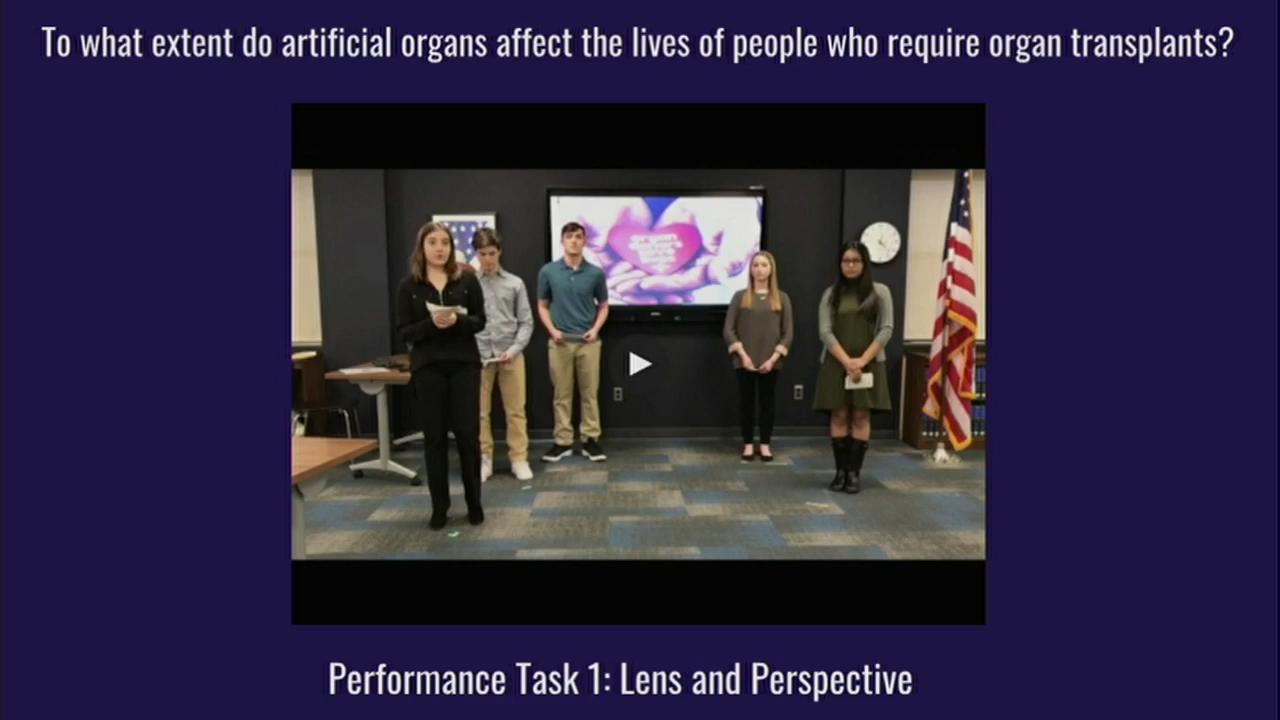 To what extent do artificial organs affect the lives of people who require organ transplants?
Performance Task 1: Lens and Perspective